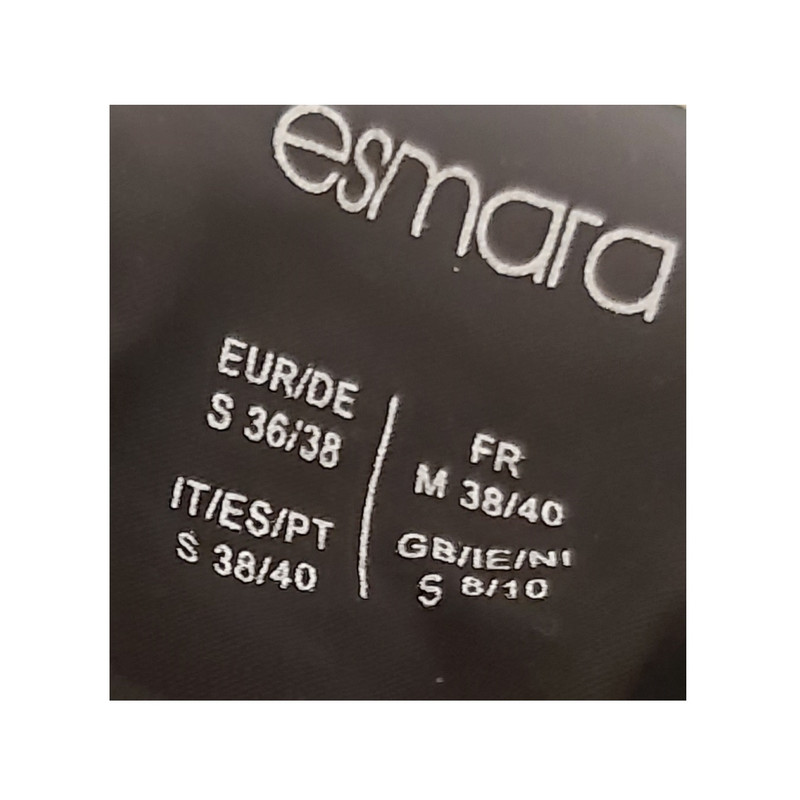 esmara
EUR/DE
S 36/38
IT/ES/PT
S 38/40
FR
M 38/40
GB/IE/NI
S 8/10